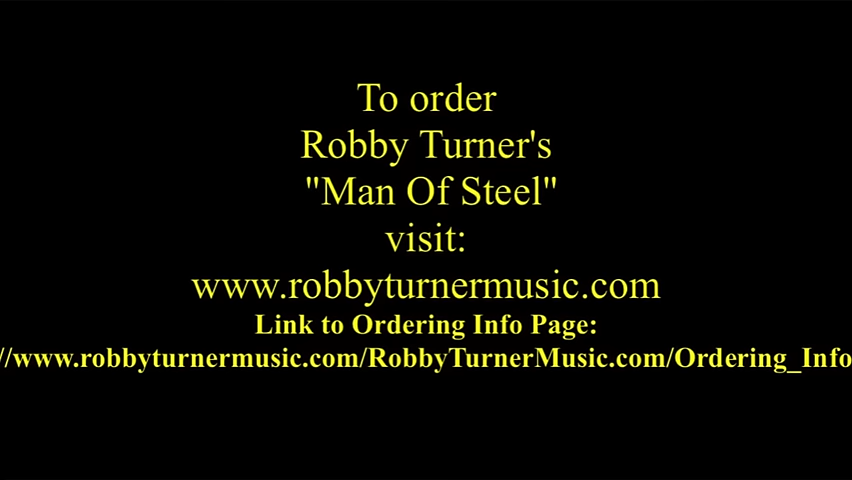 To order
Robby Turner's
"Man Of Steel"
visit:
www.robbyturnermusic.com
Link to Ordering Info Page:
//www.robbyturnermusic.com/RobbyTurnerMusic.com/Ordering_Info